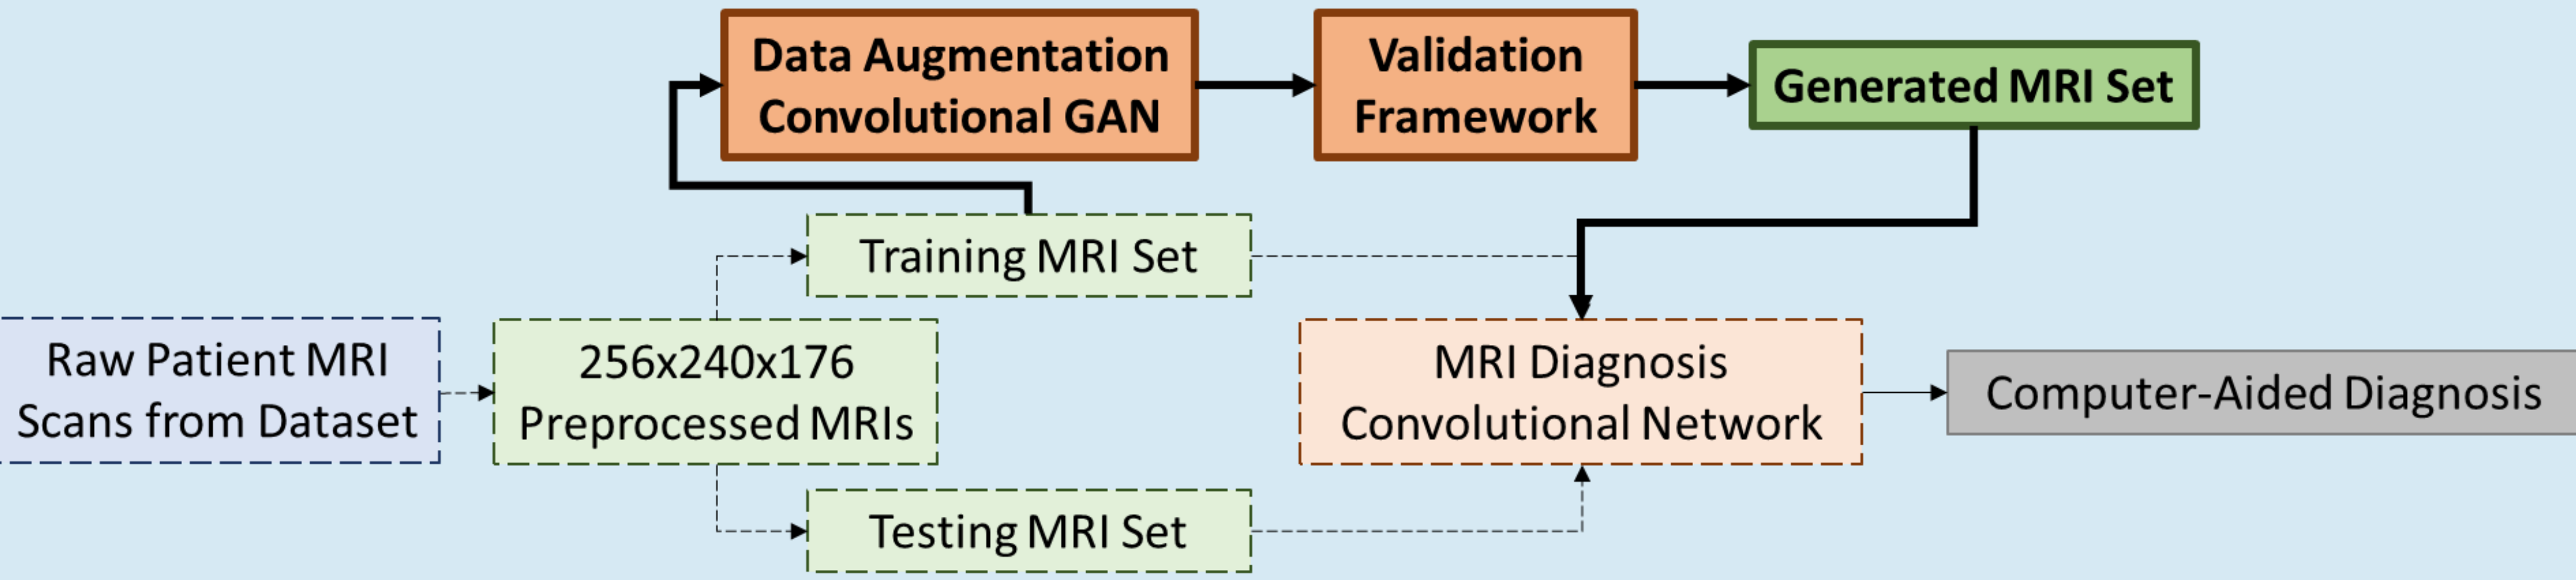 Data Augmentation
Convolutional GAN
Validation
Framework
Generated MRI Set
Training MRI Set
Raw Patient MRI
Scans from Dataset
256x240x176
Preprocessed MRIs
MRI Diagnosis
Convolutional Network
Computer-Aided Diagnosis
Testing MRI Set